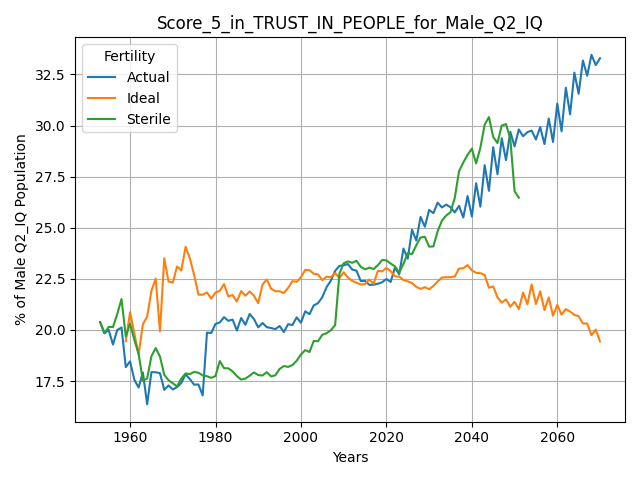 Score_5_in_TRUST_IN_PEOPLE_for_Male_Q2_IQ
Fertility
Actual
Ideal
Sterile
% of Male Q2_IQ Population
32.5
30.0
27.5
25.0
22.5
20.0
17.5
1960
1980
2000
2020
2040
2060
Years